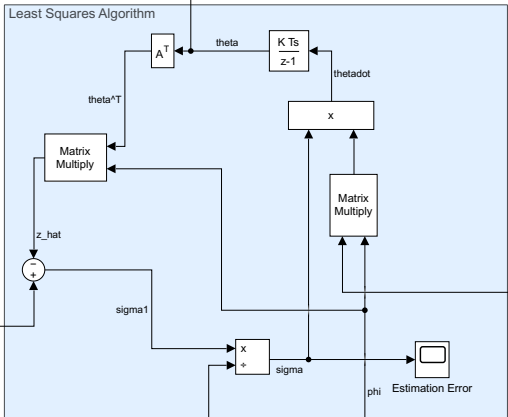 Least Squares Algorithm
theta
K Ts
z-1
A^T
thetadot
theta^T
x
Matrix
Multiply
Matrix
Multiply
z_hat
−
+
sigma1
x
÷
sigma
Estimation Error
phi